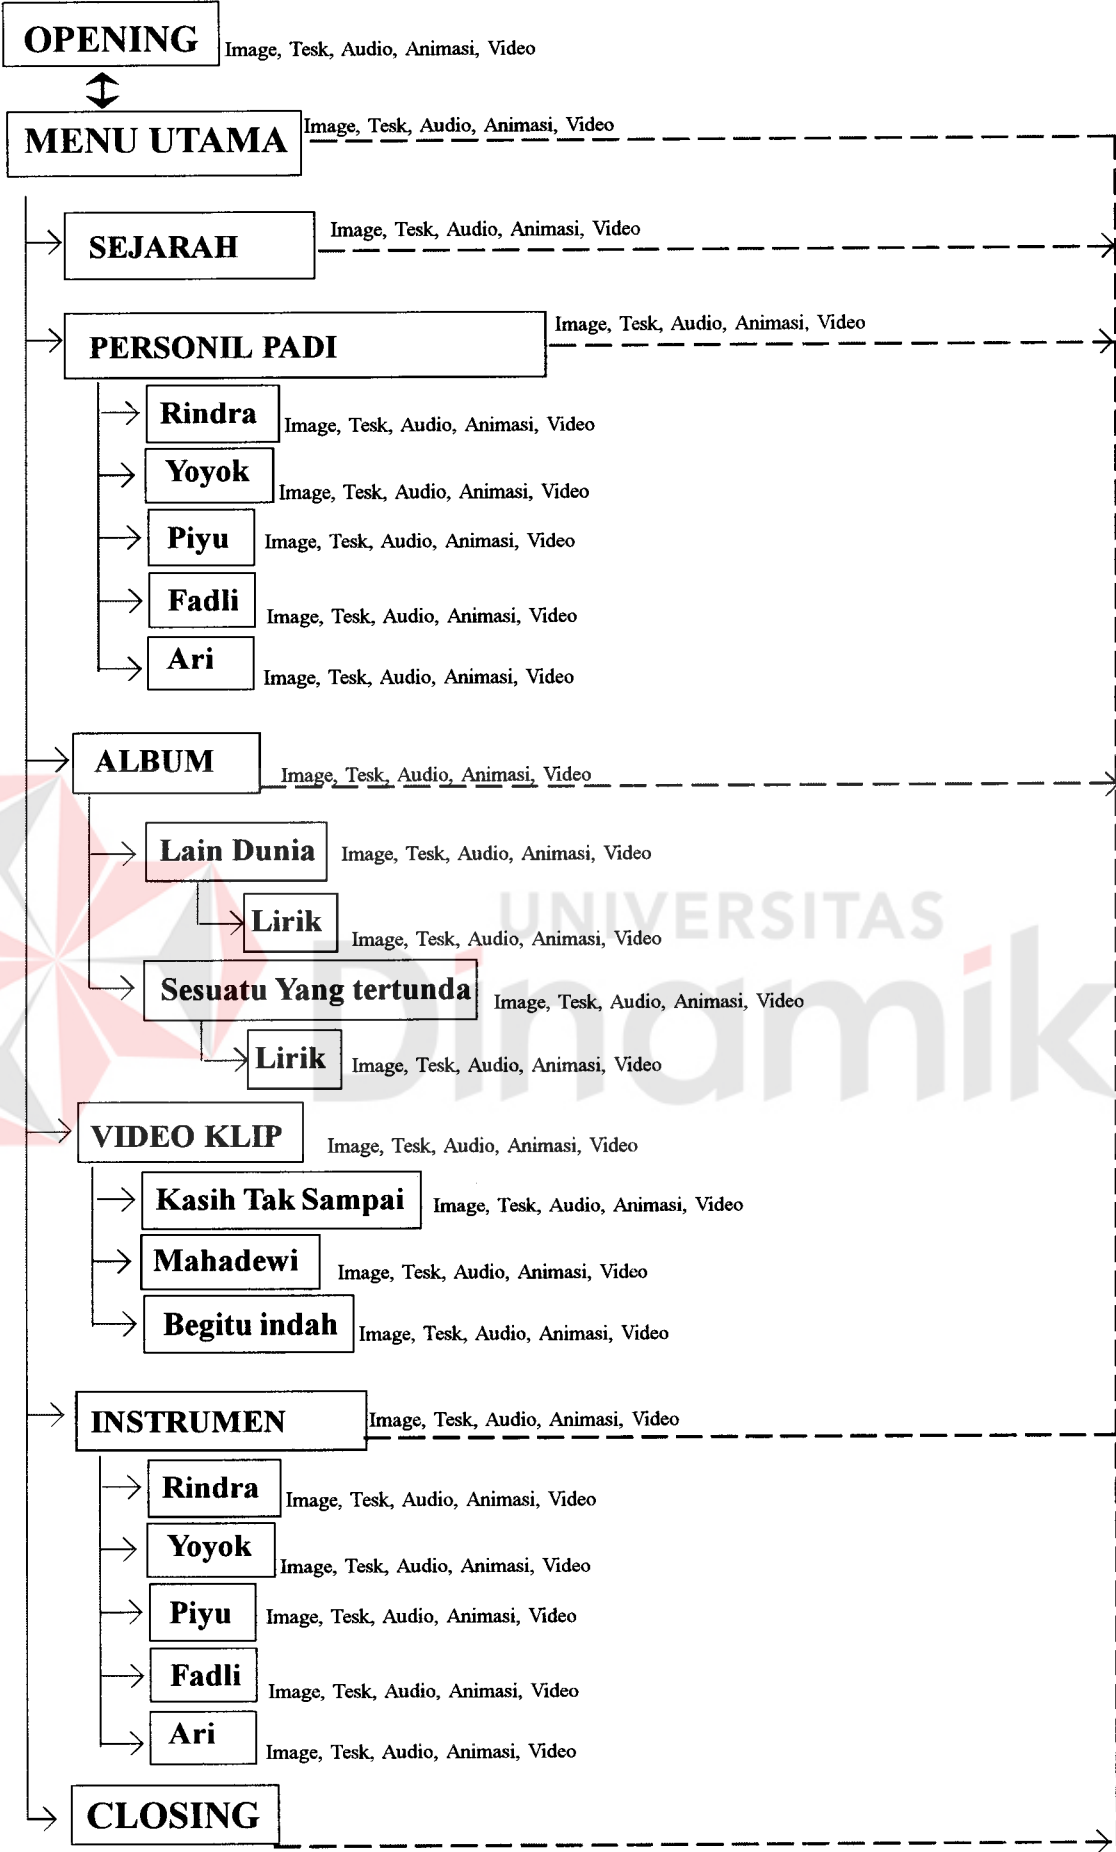 OPENING Image, Tesk, Audio, Animasi, Video
MENU UTAMA Image, Tesk, Audio, Animasi, Video
SEJARAH Image, Tesk, Audio, Animasi, Video
PERSONIL PADI Image, Tesk, Audio, Animasi, Video
Rindra Image, Tesk, Audio, Animasi, Video
Yoyok Image, Tesk, Audio, Animasi, Video
Piyu Image, Tesk, Audio, Animasi, Video
Fadli Image, Tesk, Audio, Animasi, Video
Ari Image, Tesk, Audio, Animasi, Video
ALBUM Image, Tesk, Audio, Animasi, Video
Lain Dunia Image, Tesk, Audio, Animasi, Video
UNIVERSITAS
Lirik Image, Tesk, Audio, Animasi, Video
Dinamik
Sesuatu Yang tertunda Image, Tesk, Audio, Animasi, Video
Lirik Image, Tesk, Audio, Animasi, Video
VIDEO KLIP Image, Tesk, Audio, Animasi, Video
Kasih Tak Sampai Image, Tesk, Audio, Animasi, Video
Mahadewi Image, Tesk, Audio, Animasi, Video
Begitu indah Image, Tesk, Audio, Animasi, Video
INSTRUMEN Image, Tesk, Audio, Animasi, Video
Rindra Image, Tesk, Audio, Animasi, Video
Yoyok Image, Tesk, Audio, Animasi, Video
Piyu Image, Tesk, Audio, Animasi, Video
Fadli Image, Tesk, Audio, Animasi, Video
Ari Image, Tesk, Audio, Animasi, Video
CLOSING